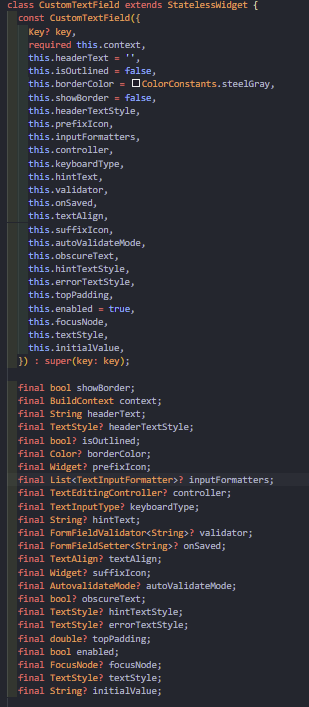 class CustomTextField extends StatelessWidget {
const CustomTextField({
Key? key,
required this.context,
this.headerText = '',
this.isOutlined = false,
this.borderColor = ColorConstants.steelGray,
this.showBorder = false,
this.headerTextStyle,
this.prefixIcon,
this.inputFormatters,
this.controller,
this.keyboardType,
this.hintText,
this.validator,
this.onSaved,
this.textAlign,
this.suffixIcon,
this.autoValidateMode,
this.obscureText,
this.hintTextStyle,
this.errorTextStyle,
this.topPadding,
this.enabled = true,
this.focusNode,
this.textStyle,
this.initialValue,
}) : super(key: key);
final bool showBorder;
final BuildContext context;
final String headerText;
final TextStyle? headerTextStyle;
final bool? isOutlined;
final Color? borderColor;
final Widget? prefixIcon;
final List<TextInputFormatter>? inputFormatters;
final TextEditingController? controller;
final TextInputType? keyboardType;
final String? hintText;
final FormFieldValidator<String>? validator;
final FormFieldSetter<String>? onSaved;
final TextAlign? textAlign;
final Widget? suffixIcon;
final AutovalidateMode? autoValidateMode;
final bool? obscureText;
final TextStyle? hintTextStyle;
final TextStyle? errorTextStyle;
final double? topPadding;
final bool enabled;
final FocusNode? focusNode;
final TextStyle? textStyle;
final String? initialValue;